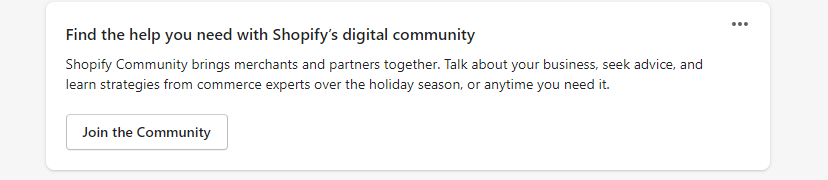 Find the help you need with Shopify’s digital community
Shopify Community brings merchants and partners together. Talk about your business, seek advice, and
learn strategies from commerce experts over the holiday season, or anytime you need it.
Join the Community